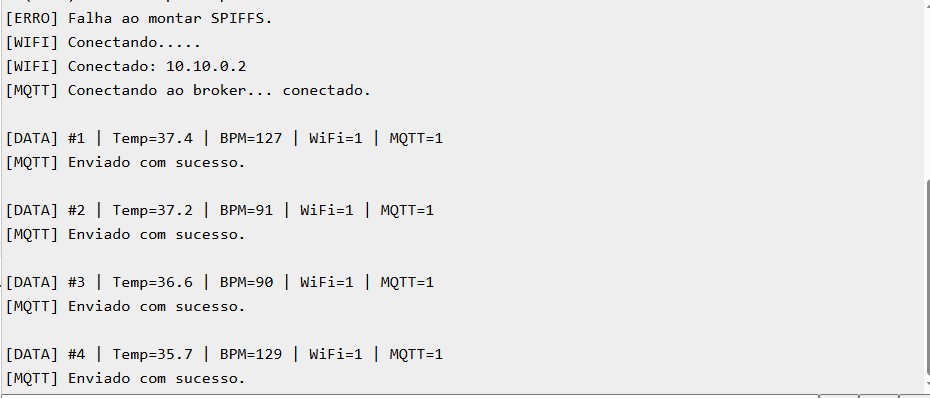 [ERRO] Falha ao montar SPIFFS.
[WIFI] Conectando.....
[WIFI] Conectado: 10.10.0.2
[MQTT] Conectando ao broker... conectado.
[DATA] #1 | Temp=37.4 | BPM=127 | WiFi=1 | MQTT=1
[MQTT] Enviado com sucesso.
[DATA] #2 | Temp=37.2 | BPM=91 | WiFi=1 | MQTT=1
[MQTT] Enviado com sucesso.
[DATA] #3 | Temp=36.6 | BPM=90 | WiFi=1 | MQTT=1
[MQTT] Enviado com sucesso.
[DATA] #4 | Temp=35.7 | BPM=129 | WiFi=1 | MQTT=1
[MQTT] Enviado com sucesso.